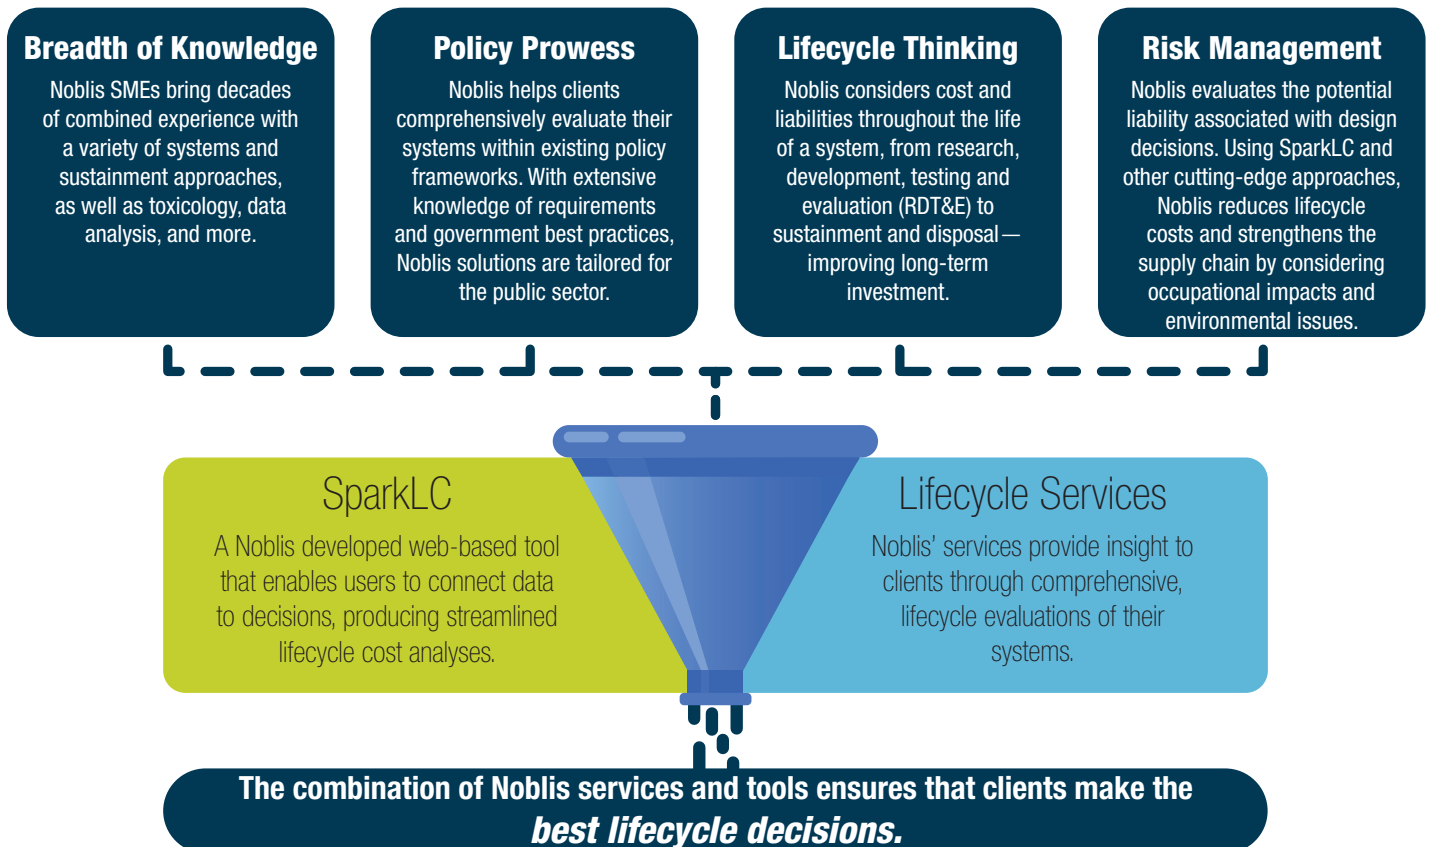 Breadth of Knowledge
Noblis SMEs bring decades
of combined experience with
a variety of systems and
sustainment approaches,
as well as toxicology, data
analysis, and more.
Policy Prowess
Noblis helps clients
comprehensively evaluate their
systems within existing policy
frameworks. With extensive
knowledge of requirements
and government best practices,
Noblis solutions are tailored for
the public sector.
Lifecycle Thinking
Noblis considers cost and
liabilities throughout the life
of a system, from research,
development, testing and
evaluation (RDT&E) to
sustainment and disposal—
improving long-term
investment.
Risk Management
Noblis evaluates the potential
liability associated with design
decisions. Using SparkLC and
other cutting-edge approaches,
Noblis reduces lifecycle
costs and strengthens the
supply chain by considering
occupational impacts and
environmental issues.
SparkLC
A Noblis developed web-based tool
that enables users to connect data
to decisions, producing streamlined
lifecycle cost analyses.
Lifecycle Services
Noblis’ services provide insight to
clients through comprehensive,
lifecycle evaluations of their
systems.
The combination of Noblis services and tools ensures that clients make the
best lifecycle decisions.